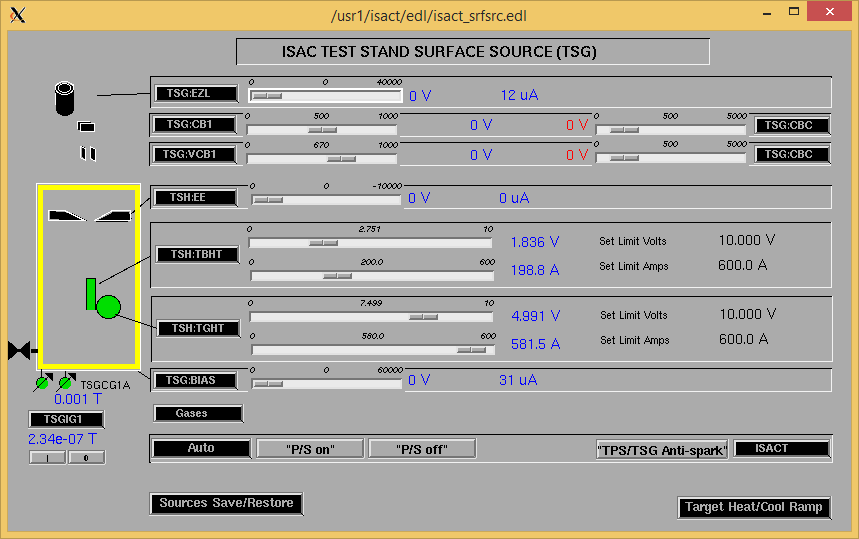 /usr1/isact/edl/isact_srfsrc.edl
ISAC TEST STAND SURFACE SOURCE (TSG)
0 0 40000
TSG:EZL 0 V 12 uA
0 500 1000 0 500 5000
TSG:CB1 0 V 0 V TSG:CBC
0 670 1000 0 500 5000
TSG:VCB1 0 V 0 V TSG:CBC
0 0 -10000
TSH:EE 0 V 0 uA
0 2.751 10
1.836 V Set Limit Volts 10.000 V
TSH:TBHT
0 200.0 600
198.8 A Set Limit Amps 600.0 A
0 7.499 10
4.991 V Set Limit Volts 10.000 V
TSH:TGHT
0 580.0 600
581.5 A Set Limit Amps 600.0 A
0 0 60000
TSG:BIAS 0 V 31 uA
TSGCG1A
0.001 T
Gases
TSGIG1
2.34e-07 T
I 0
Auto "P/S on" "P/S off" "TPS/TSG Anti-spark" ISACT
Sources Save/Restore
Target Heat/Cool Ramp